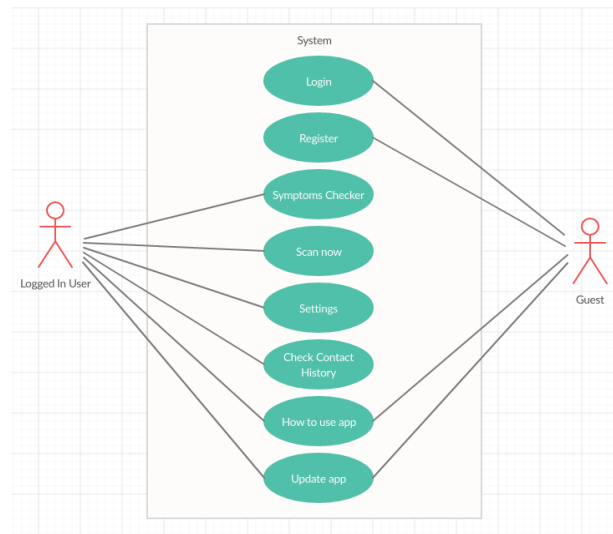 System
Login
Register
Symptoms Checker
Scan now
Logged In User
Guest
Settings
Check Contact
History
How to use app
Update app